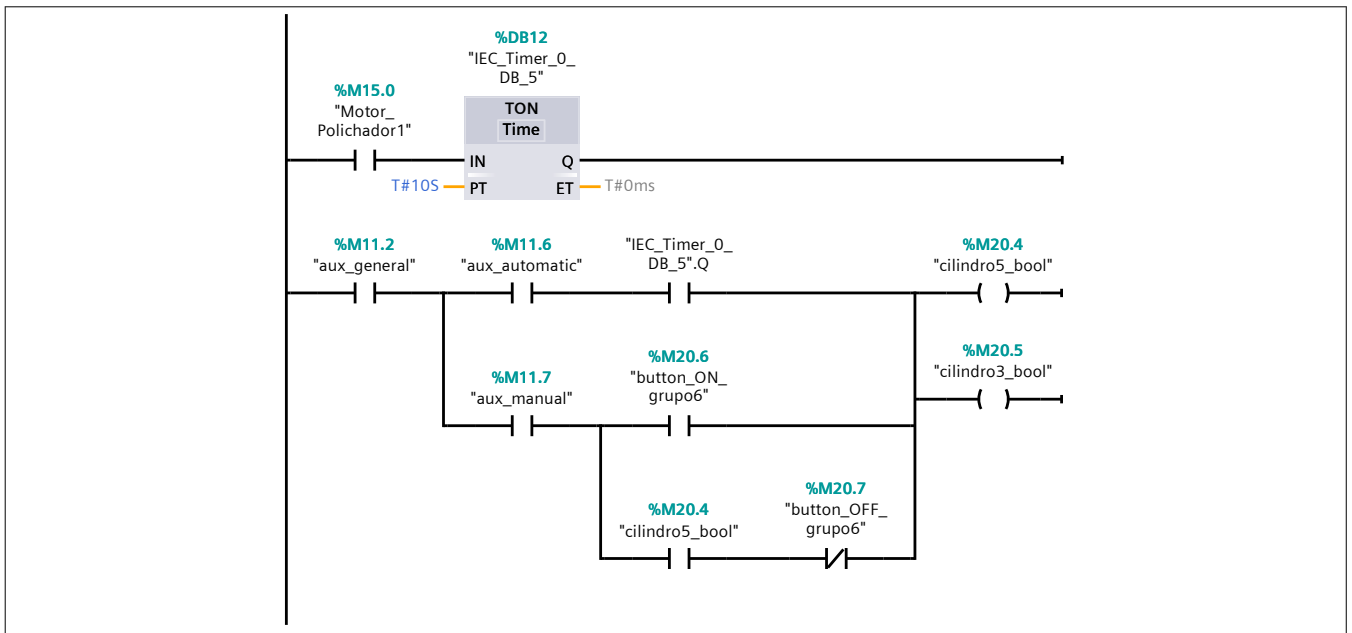 %DB12
"IEC_Timer_0_
DB_5"
%M15.0
"Motor_
Polichador1"
TON
Time
IN
Q
T#10S
PT
ET
T#0ms
%M11.2
"aux_general"
%M11.6
"aux_automatic"
"IEC_Timer_0_
DB_5".Q
%M20.4
"cilindro5_bool"
%M20.5
"cilindro3_bool"
%M11.7
"aux_manual"
%M20.6
"button_ON_
grupo6"
%M20.4
"cilindro5_bool"
%M20.7
"button_OFF_
grupo6"